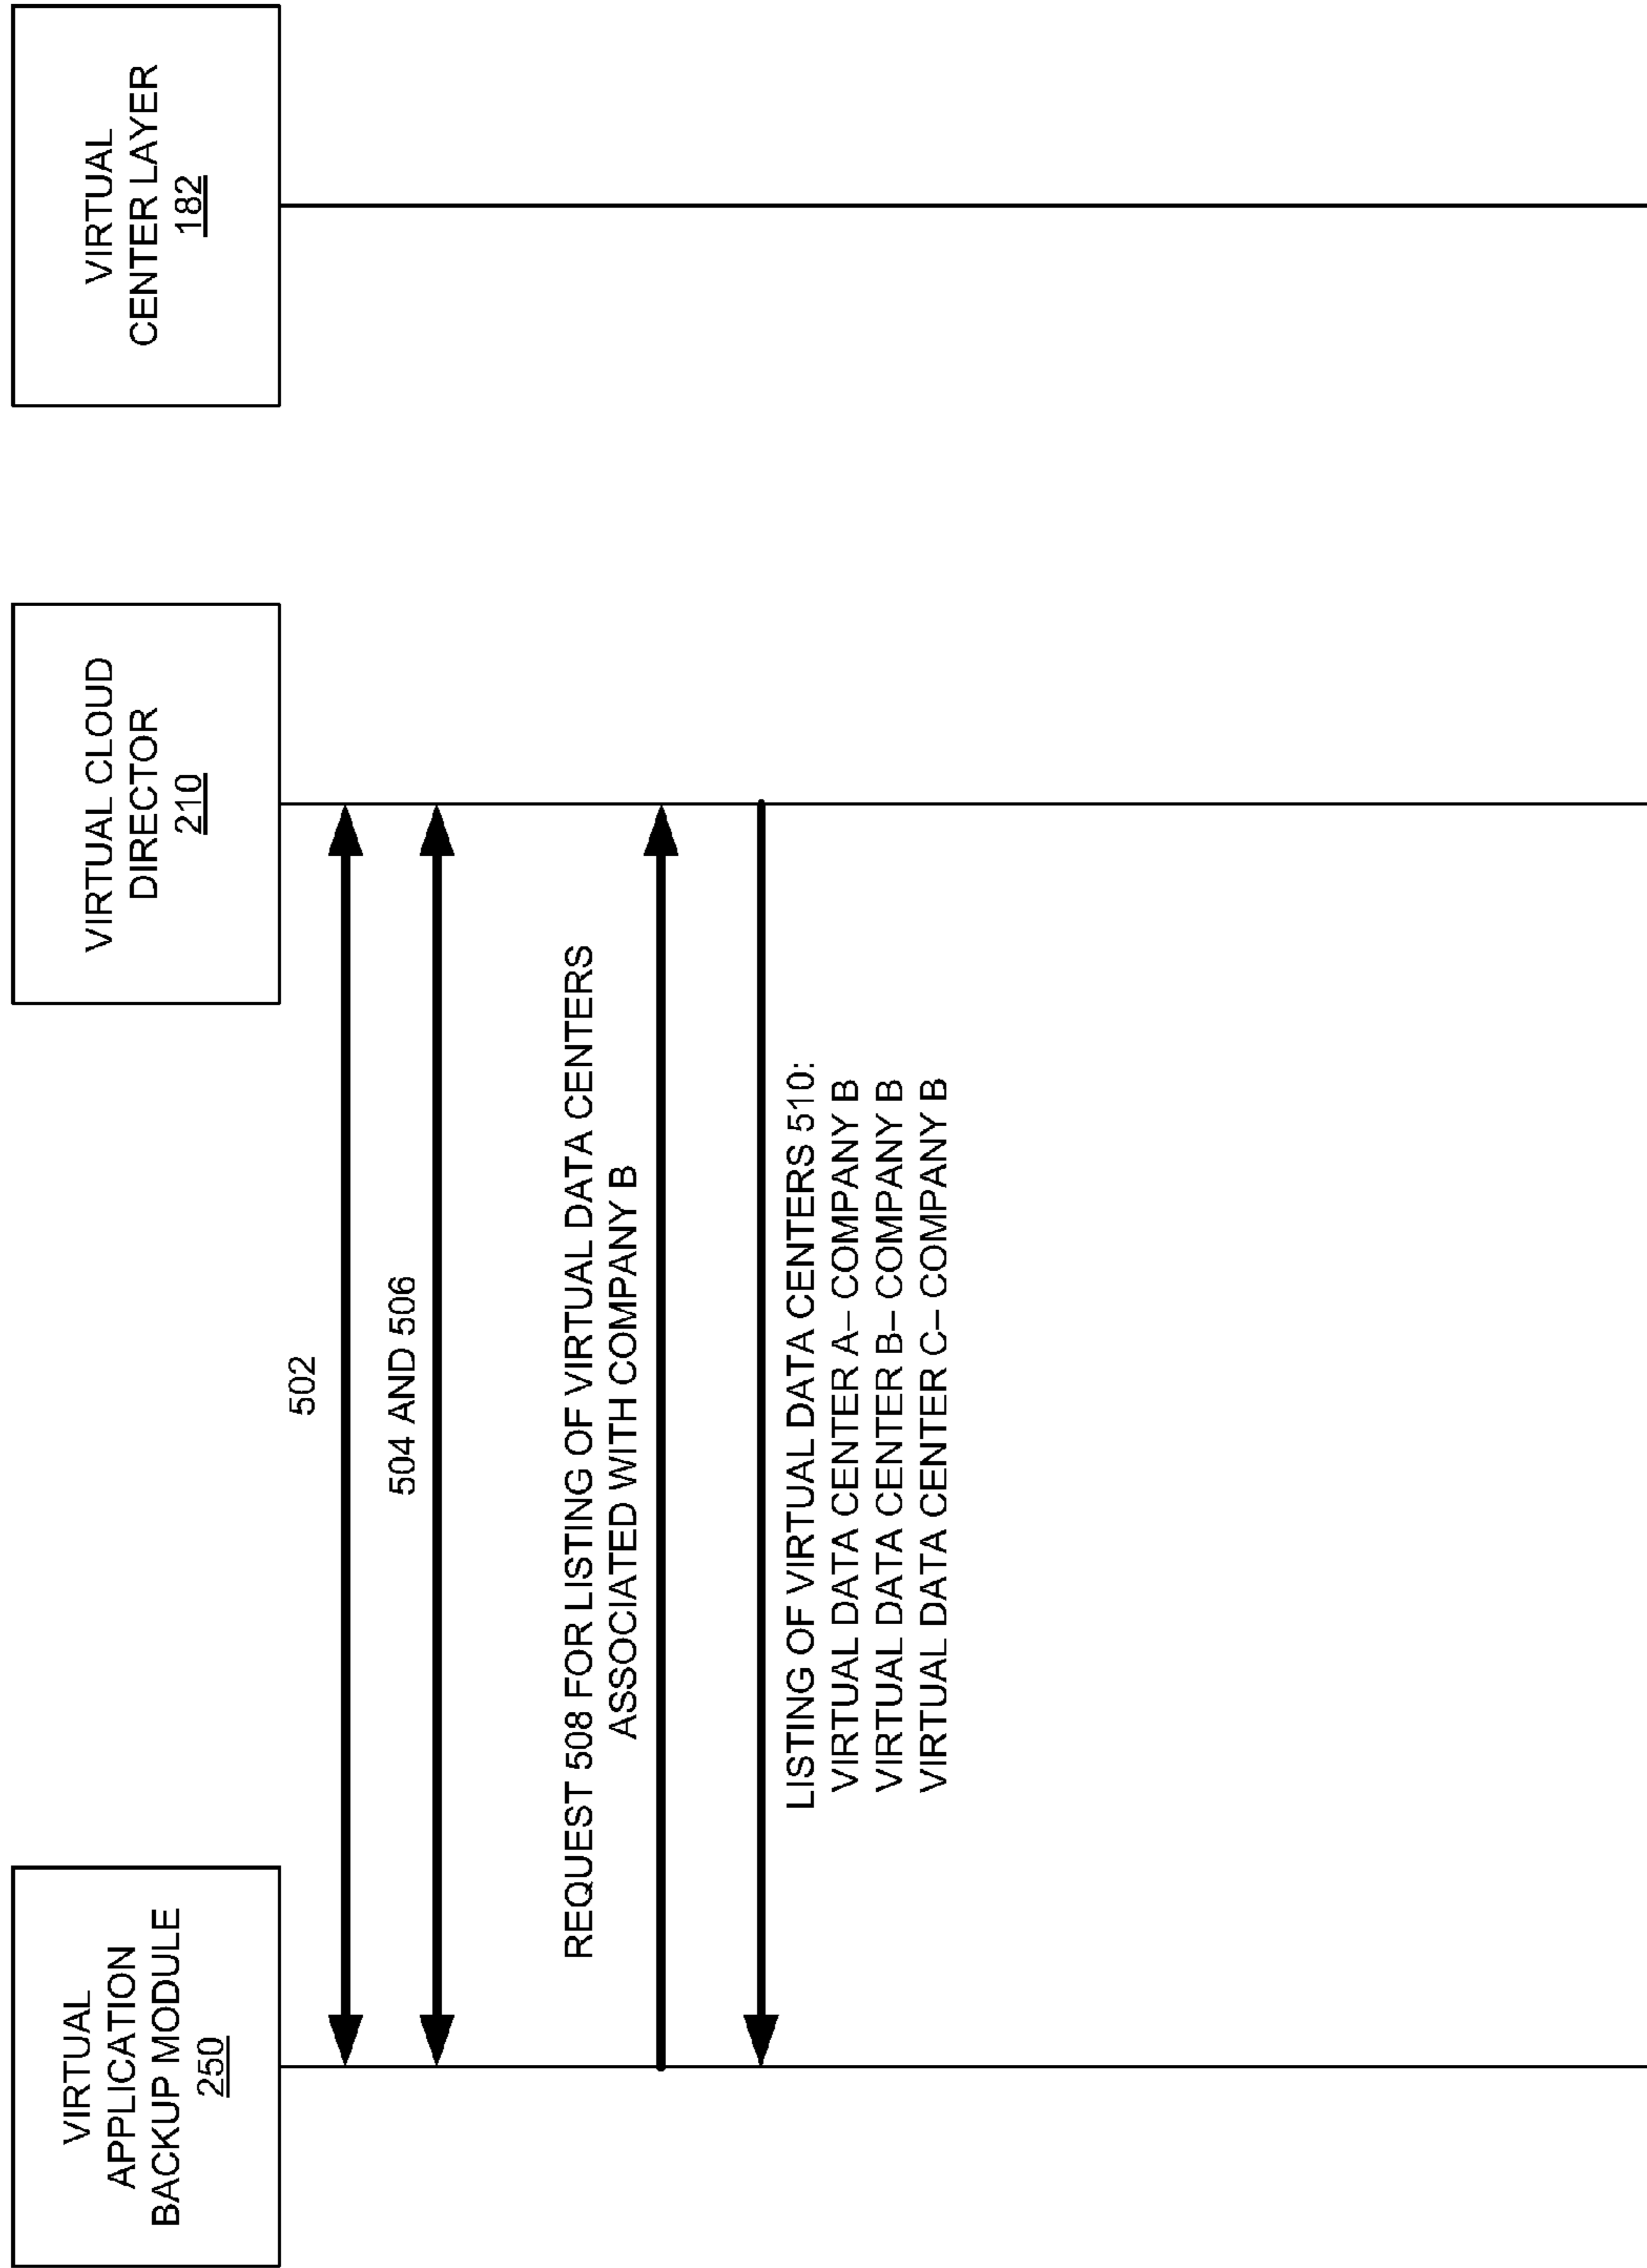 VIRTUAL
APPLICATION
BACKUP MODULE
250
VIRTUAL CLOUD
DIRECTOR
210
VIRTUAL
CENTER LAYER
182
502
504 AND 506
REQUEST 508 FOR LISTING OF VIRTUAL DATA CENTERS
ASSOCIATED WITH COMPANY B
LISTING OF VIRTUAL DATA CENTERS 510:
VIRTUAL DATA CENTER A– COMPANY B
VIRTUAL DATA CENTER B– COMPANY B
VIRTUAL DATA CENTER C– COMPANY B